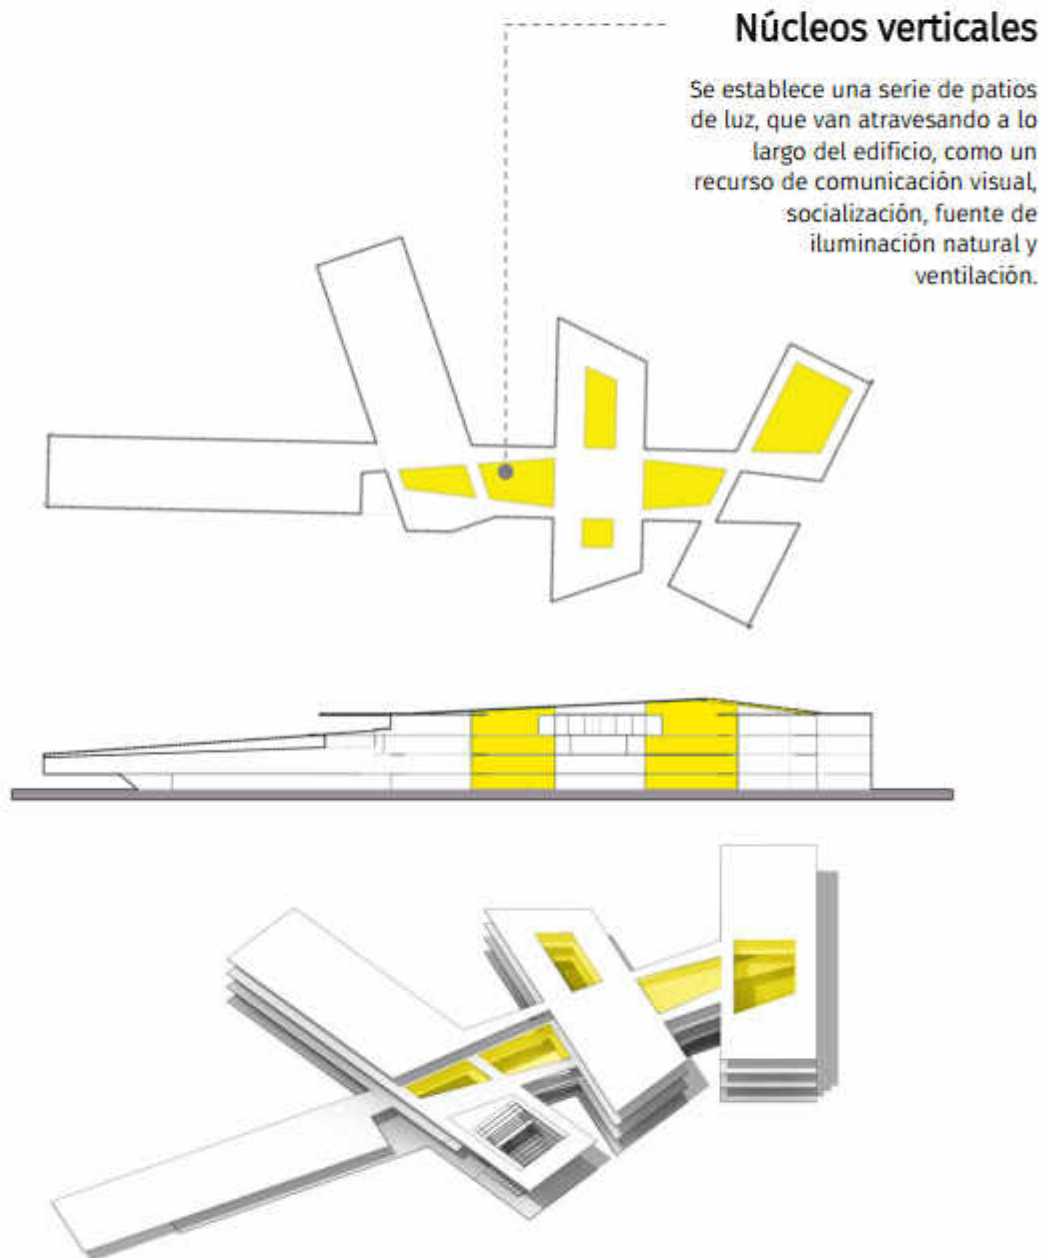 Núcleos verticales
Se establece una serie de patios
de luz, que van atravesando a lo
largo del edificio, como un
recurso de comunicación visual,
socialización, fuente de
iluminación natural y
ventilación.